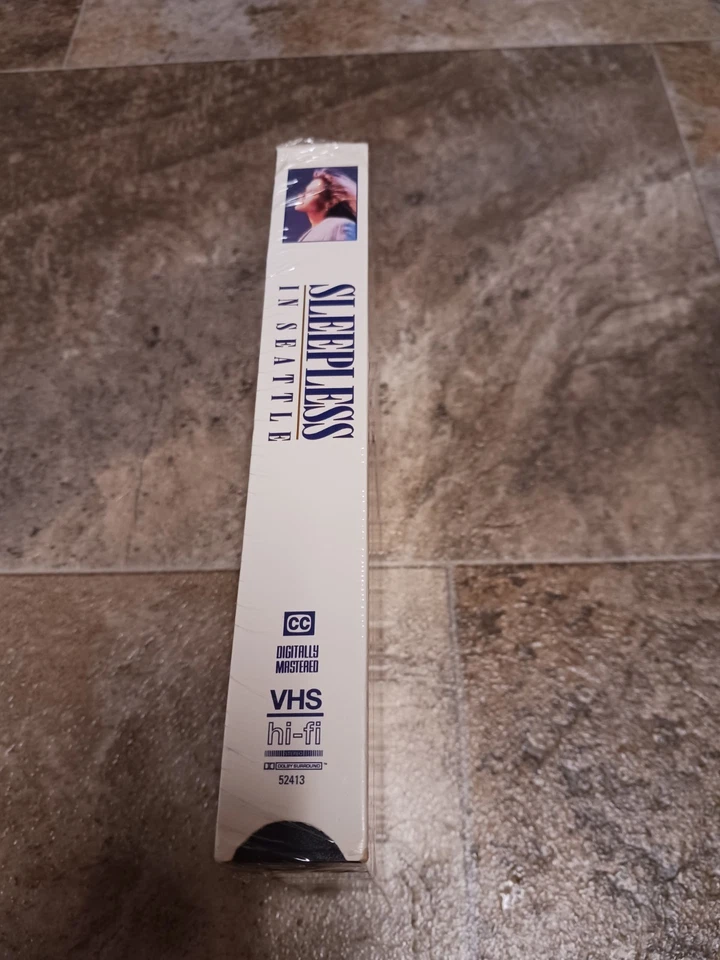 SLEEPLESS
IN SEATTLE
CC
DIGITALLY
MASTERED
VHS
hi-fi
DOLBY SURROUND
52413